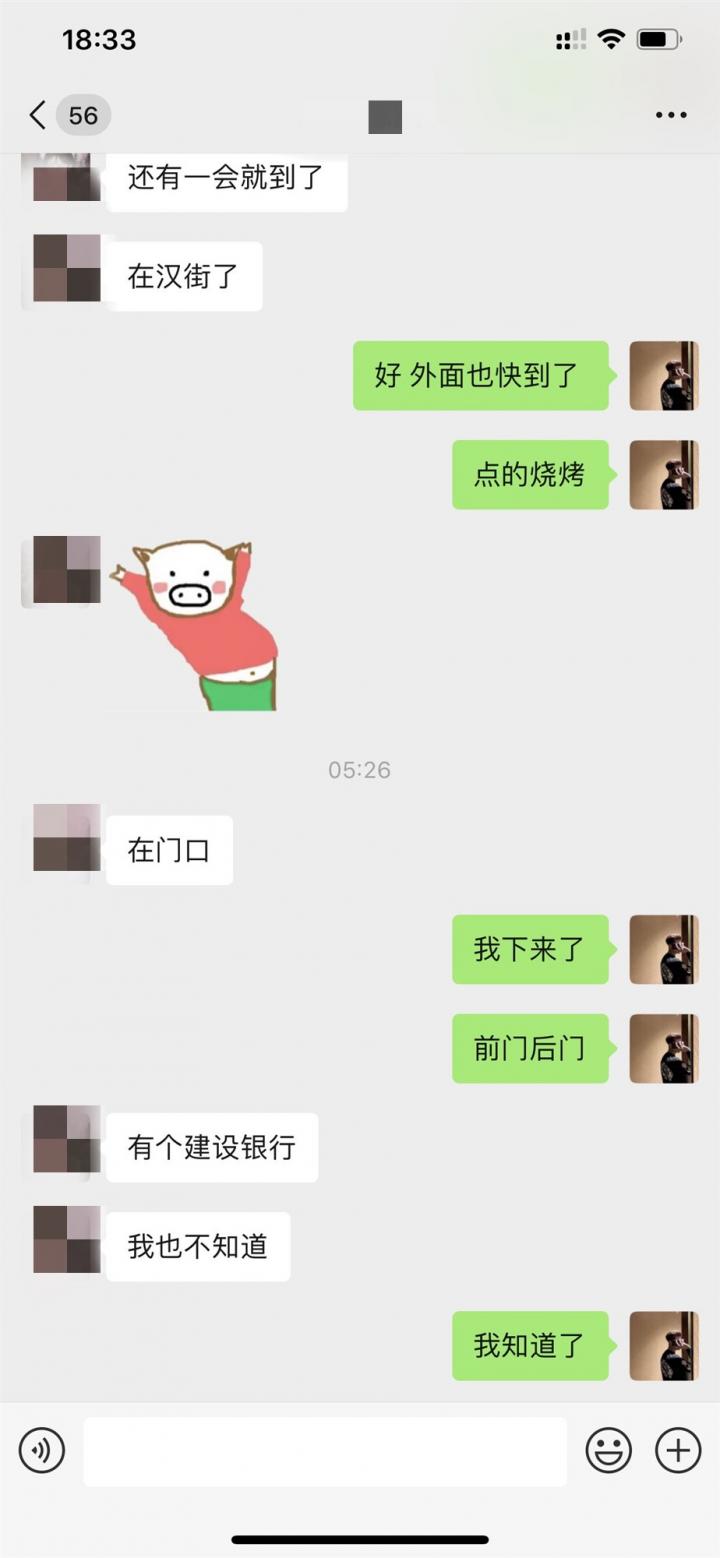 18:33
56
还有一会就到了
在汉街了
好 外面也快到了
点的烧烤
05:26
在门口
我下来了
前门后门
有个建设银行
我也不知道
我知道了